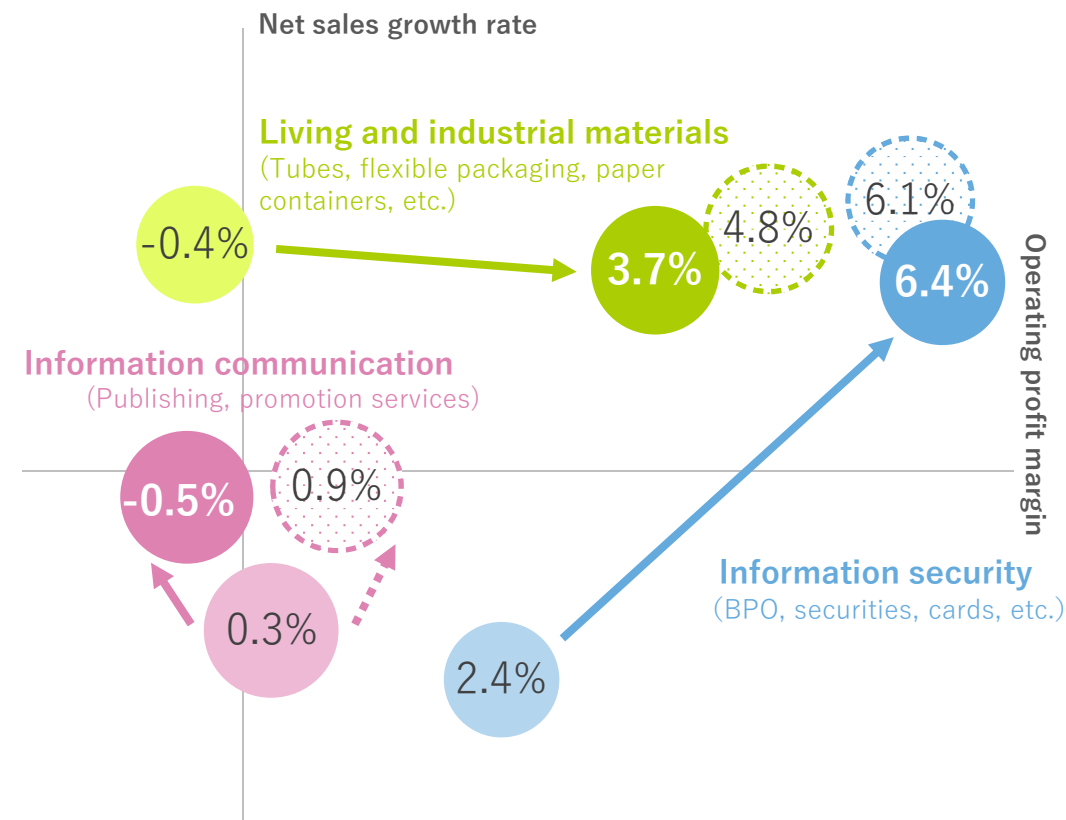 Net sales growth rate
Living and industrial materials
(Tubes, flexible packaging, paper
containers, etc.)
-0.4%
3.7%
4.8%
6.1%
6.4%
Operating profit margin
Information communication
(Publishing, promotion services)
-0.5%
0.9%
0.3%
2.4%
Information security
(BPO, securities, cards, etc.)